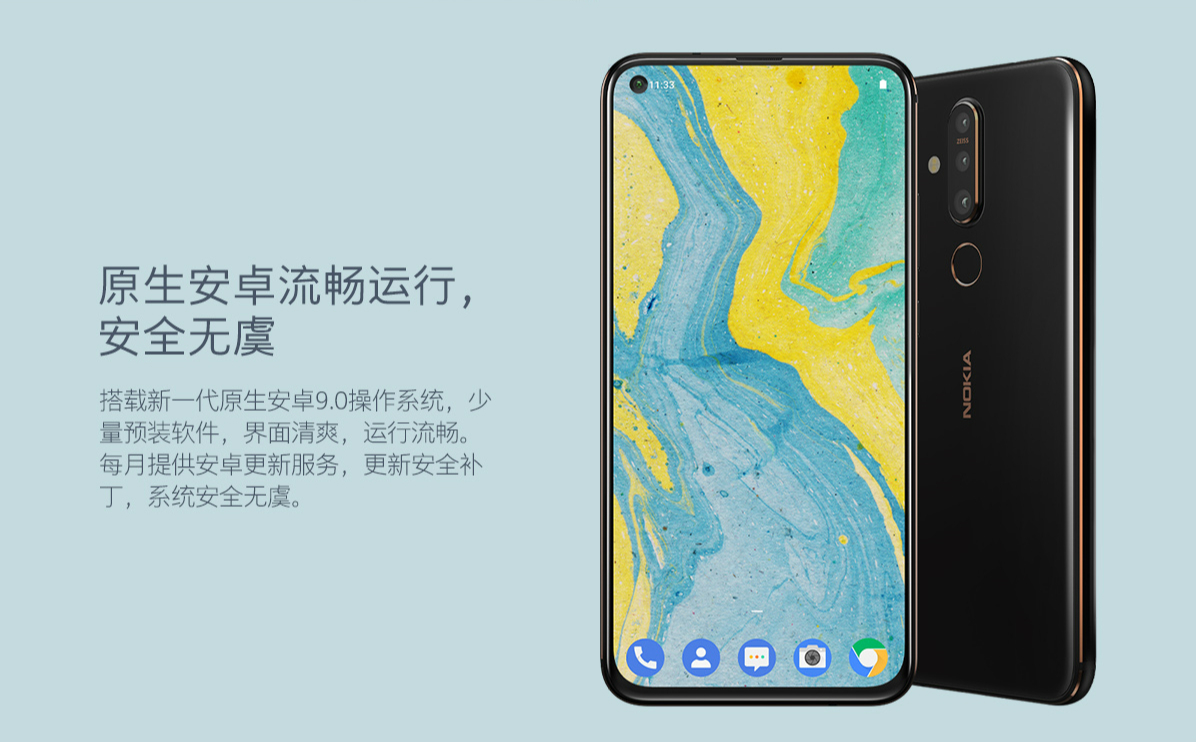 原生安卓流畅运行，
安全无虞
搭载新一代原生安卓9.0操作系统，少
量预装软件，界面清爽，运行流畅。
每月提供安卓更新服务，更新安全补
丁，系统安全无虞。
11:33
ZEISS
NOKIA